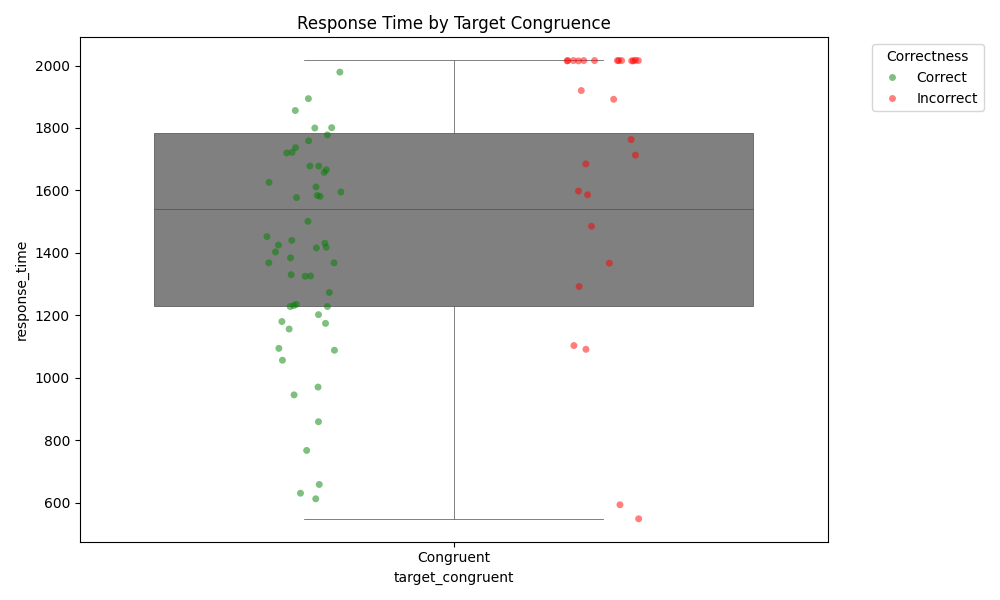 Response Time by Target Congruence
Correctness
Correct
Incorrect
2000
1800
1600
1400
1200
1000
800
600
response_time
Congruent
target_congruent